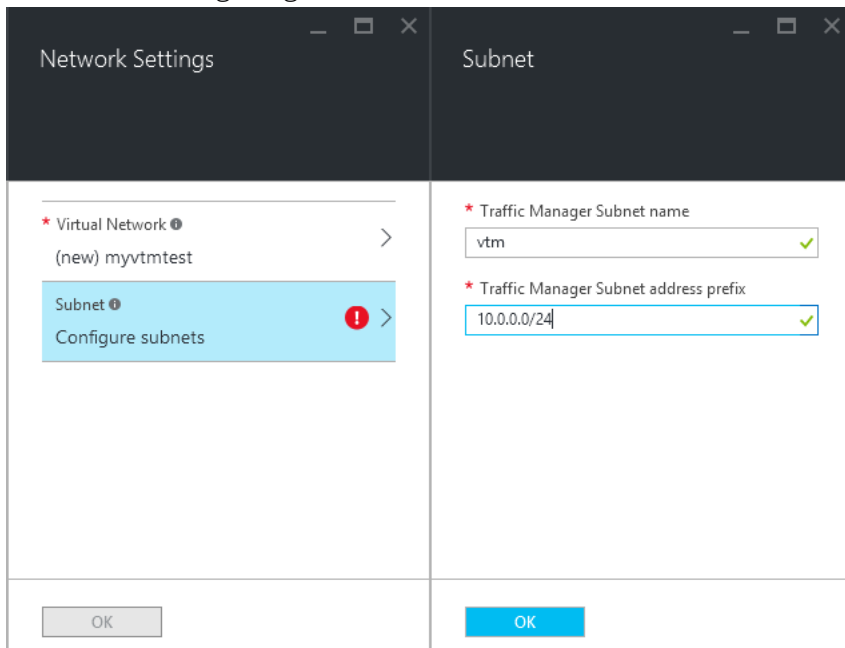 Network Settings
* Virtual Network
(new) myvtmtest
Subnet
Configure subnets
OK
Subnet
* Traffic Manager Subnet name
vtm
* Traffic Manager Subnet address prefix
10.0.0.0/24
OK